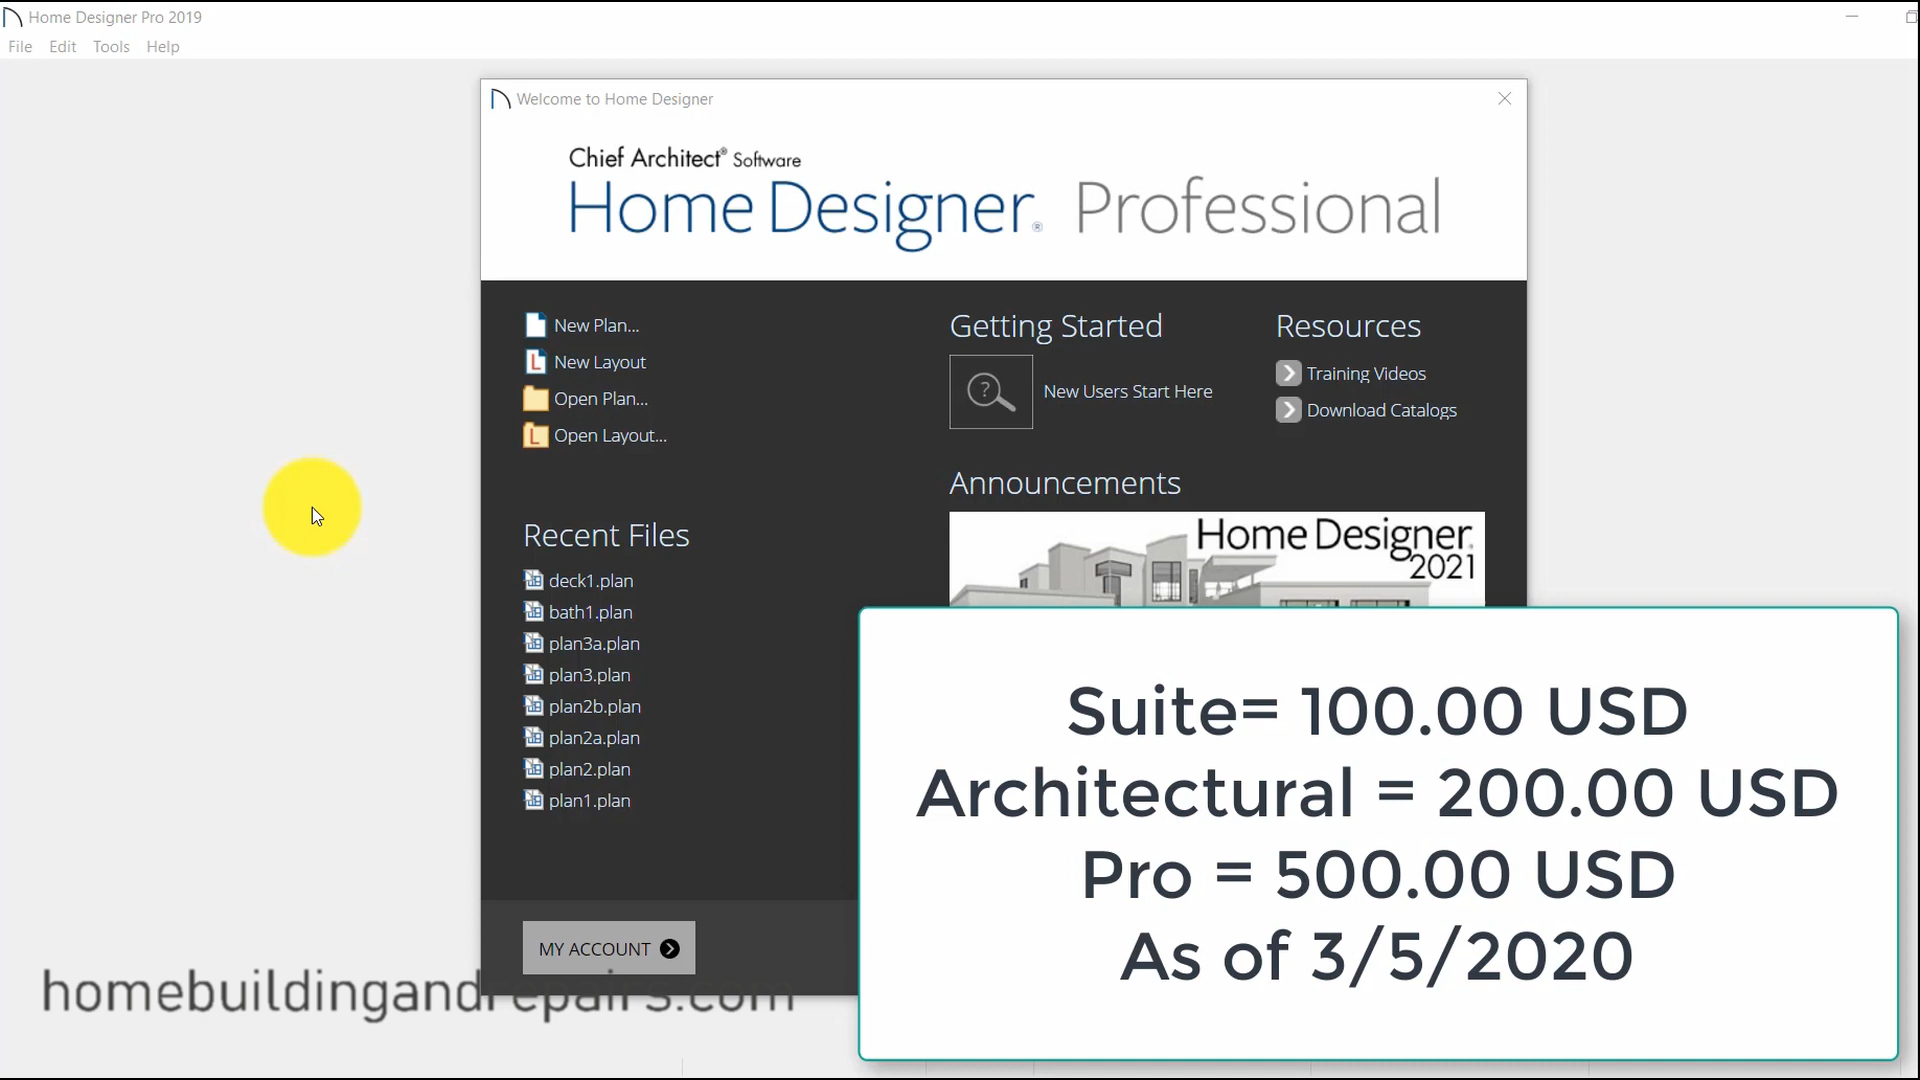 Home Designer Pro 2019
File Edit Tools Help
Welcome to Home Designer
Chief Architect® Software
Home Designer® Professional
New Plan...
New Layout
Open Plan...
Open Layout...
Recent Files
deck1.plan
bath1.plan
plan3a.plan
plan3.plan
plan2b.plan
plan2a.plan
plan2.plan
plan1.plan
MY ACCOUNT
Getting Started
New Users Start Here
Resources
Training Videos
Download Catalogs
Announcements
Home Designer®
2021
Suite= 100.00 USD
Architectural = 200.00 USD
Pro = 500.00 USD
As of 3/5/2020
homebuildingandrepairs.com